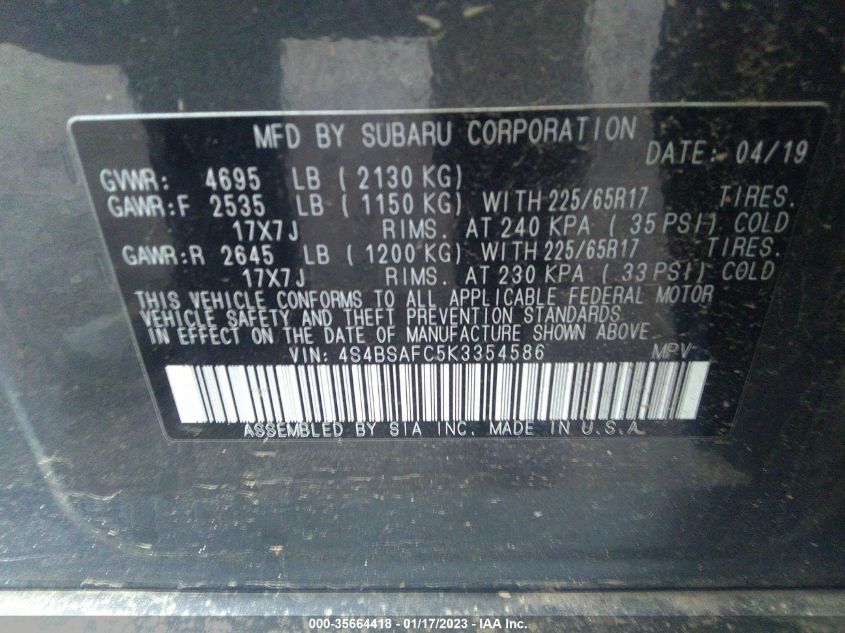 MFD BY SUBARU CORPORATION
DATE: 04/19
GVWR: 4695 LB ( 2130 KG)
GAWR:F 2535 LB ( 1150 KG) WITH 225/65R17 TIRES.
17X7J RIMS. AT 240 KPA ( 35 PSI) COLD
GAWR:R 2645 LB ( 1200 KG) WITH 225/65R17 TIRES.
17X7J RIMS. AT 230 KPA ( 33 PSI) COLD
THIS VEHICLE CONFORMS TO ALL APPLICABLE FEDERAL MOTOR
VEHICLE SAFETY AND THEFT PREVENTION STANDARDS
IN EFFECT ON THE DATE OF MANUFACTURE SHOWN ABOVE.
VIN: 4S4BSAFC5K3354586 MPV
ASSEMBLED BY SIA INC. MADE IN U.S.A.
000-35664418 - 01/17/2023 - IAA